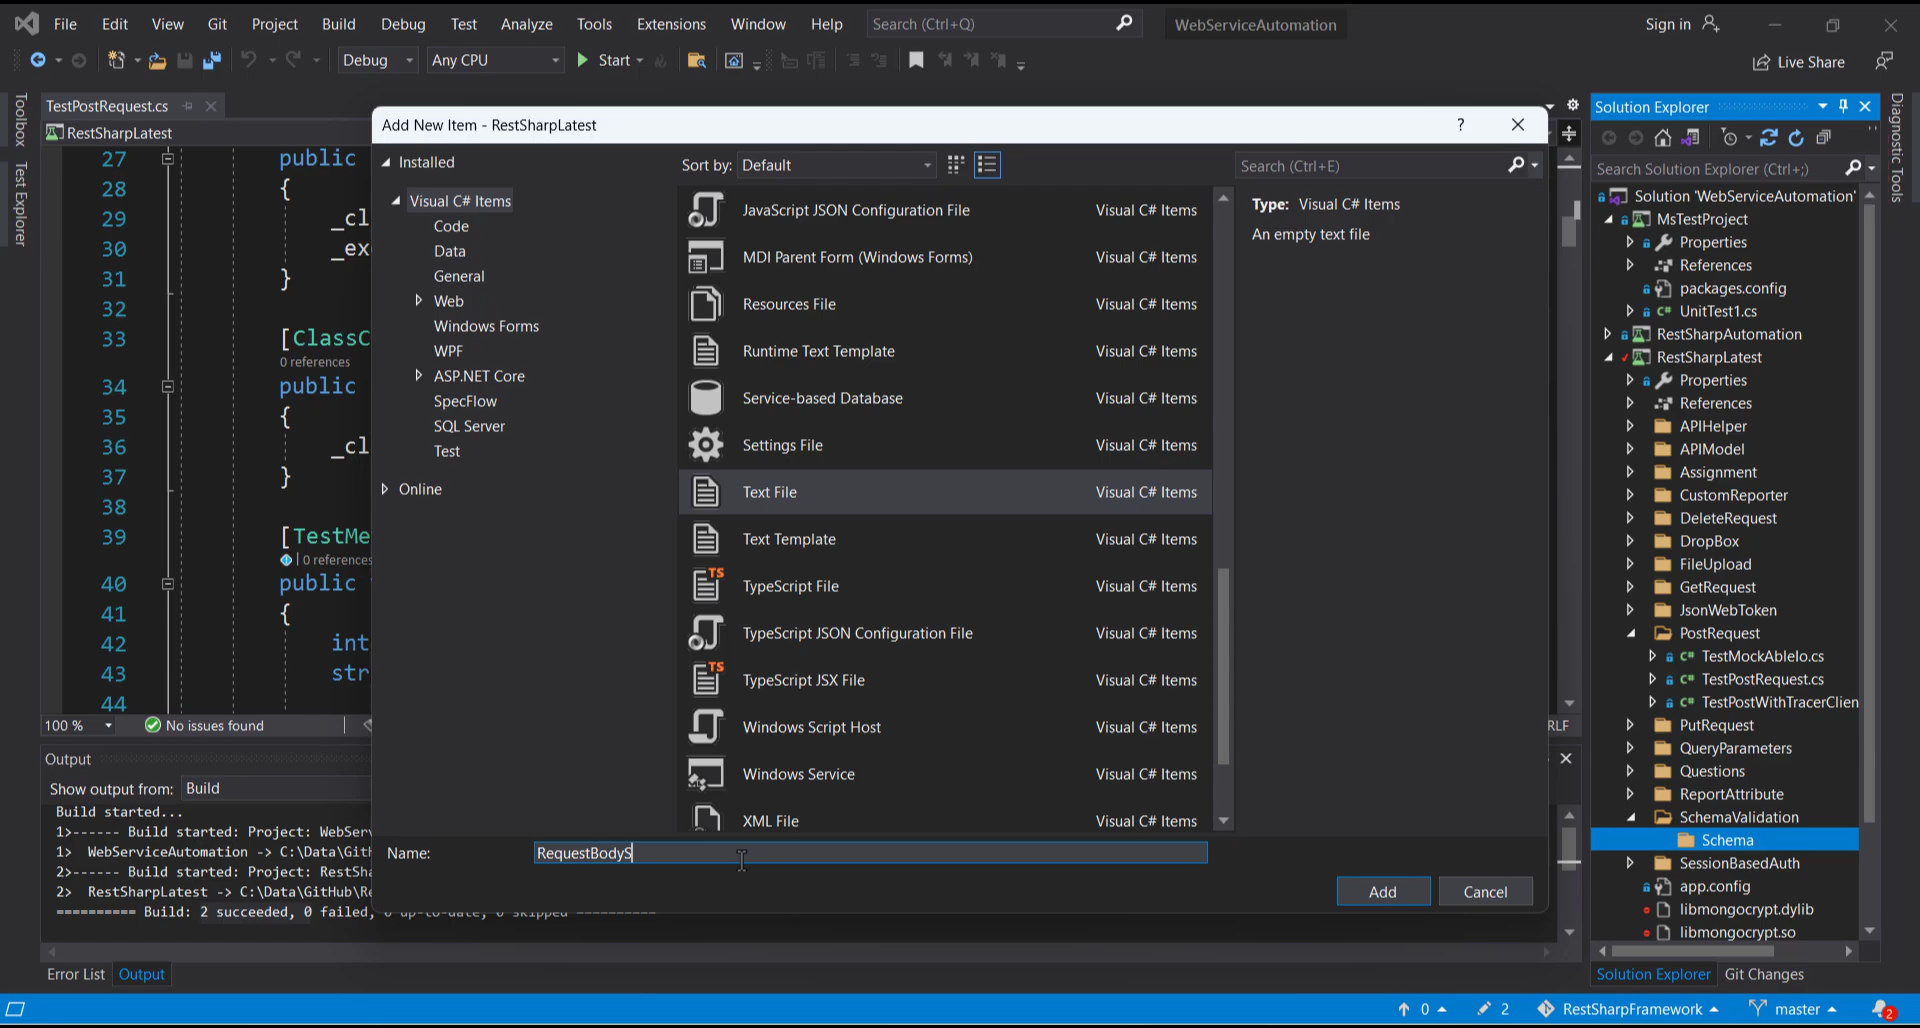 File Edit View Git Project Build Debug Test Analyze Tools Extensions Window Help Search (Ctrl+Q) WebServiceAutomation Sign in
Debug Any CPU Start Live Share
Toolbox
Test Explorer
TestPostRequest.cs
RestSharpLatest
27 public
28 {
29 _cl
30 _ex
31 }
32
33 [ClassC
0 references
34 public
35 {
36 _cl
37 }
38
39 [TestMe
0 references
40 public
41 {
42 int
43 str
44
100 % No issues found
RLF
Output
Show output from: Build
Build started...
1>------ Build started: Project: WebServ
1> WebServiceAutomation -> C:\Data\GitH
2>------ Build started: Project: RestSha
2> RestSharpLatest -> C:\Data\GitHub\Re
========== Build: 2 succeeded, 0 failed, 0 up-to-date, 0 skipped ==========
Error List Output
Add New Item - RestSharpLatest ?
Installed
Visual C# Items
Code
Data
General
Web
Windows Forms
WPF
ASP.NET Core
SpecFlow
SQL Server
Test
Online
Sort by: Default
JavaScript JSON Configuration File Visual C# Items
MDI Parent Form (Windows Forms) Visual C# Items
Resources File Visual C# Items
Runtime Text Template Visual C# Items
Service-based Database Visual C# Items
Settings File Visual C# Items
Text File Visual C# Items
Text Template Visual C# Items
TS TypeScript File Visual C# Items
TypeScript JSON Configuration File Visual C# Items
TS TypeScript JSX File Visual C# Items
Windows Script Host Visual C# Items
Windows Service Visual C# Items
XML File Visual C# Items
Search (Ctrl+E)
Type: Visual C# Items
An empty text file
Name: RequestBodyS
Add Cancel
Solution Explorer
Search Solution Explorer (Ctrl+;)
Solution 'WebServiceAutomation'
MsTestProject
Properties
References
packages.config
C# UnitTest1.cs
RestSharpAutomation
RestSharpLatest
Properties
References
APIHelper
APIModel
Assignment
CustomReporter
DeleteRequest
DropBox
FileUpload
GetRequest
JsonWebToken
PostRequest
C# TestMockAbleIo.cs
C# TestPostRequest.cs
C# TestPostWithTracerClien
PutRequest
QueryParameters
Questions
ReportAttribute
SchemaValidation
Schema
SessionBasedAuth
app.config
libmongocrypt.dylib
libmongocrypt.so
Solution Explorer Git Changes
Diagnostic Tools
0 2 RestSharpFramework master 2